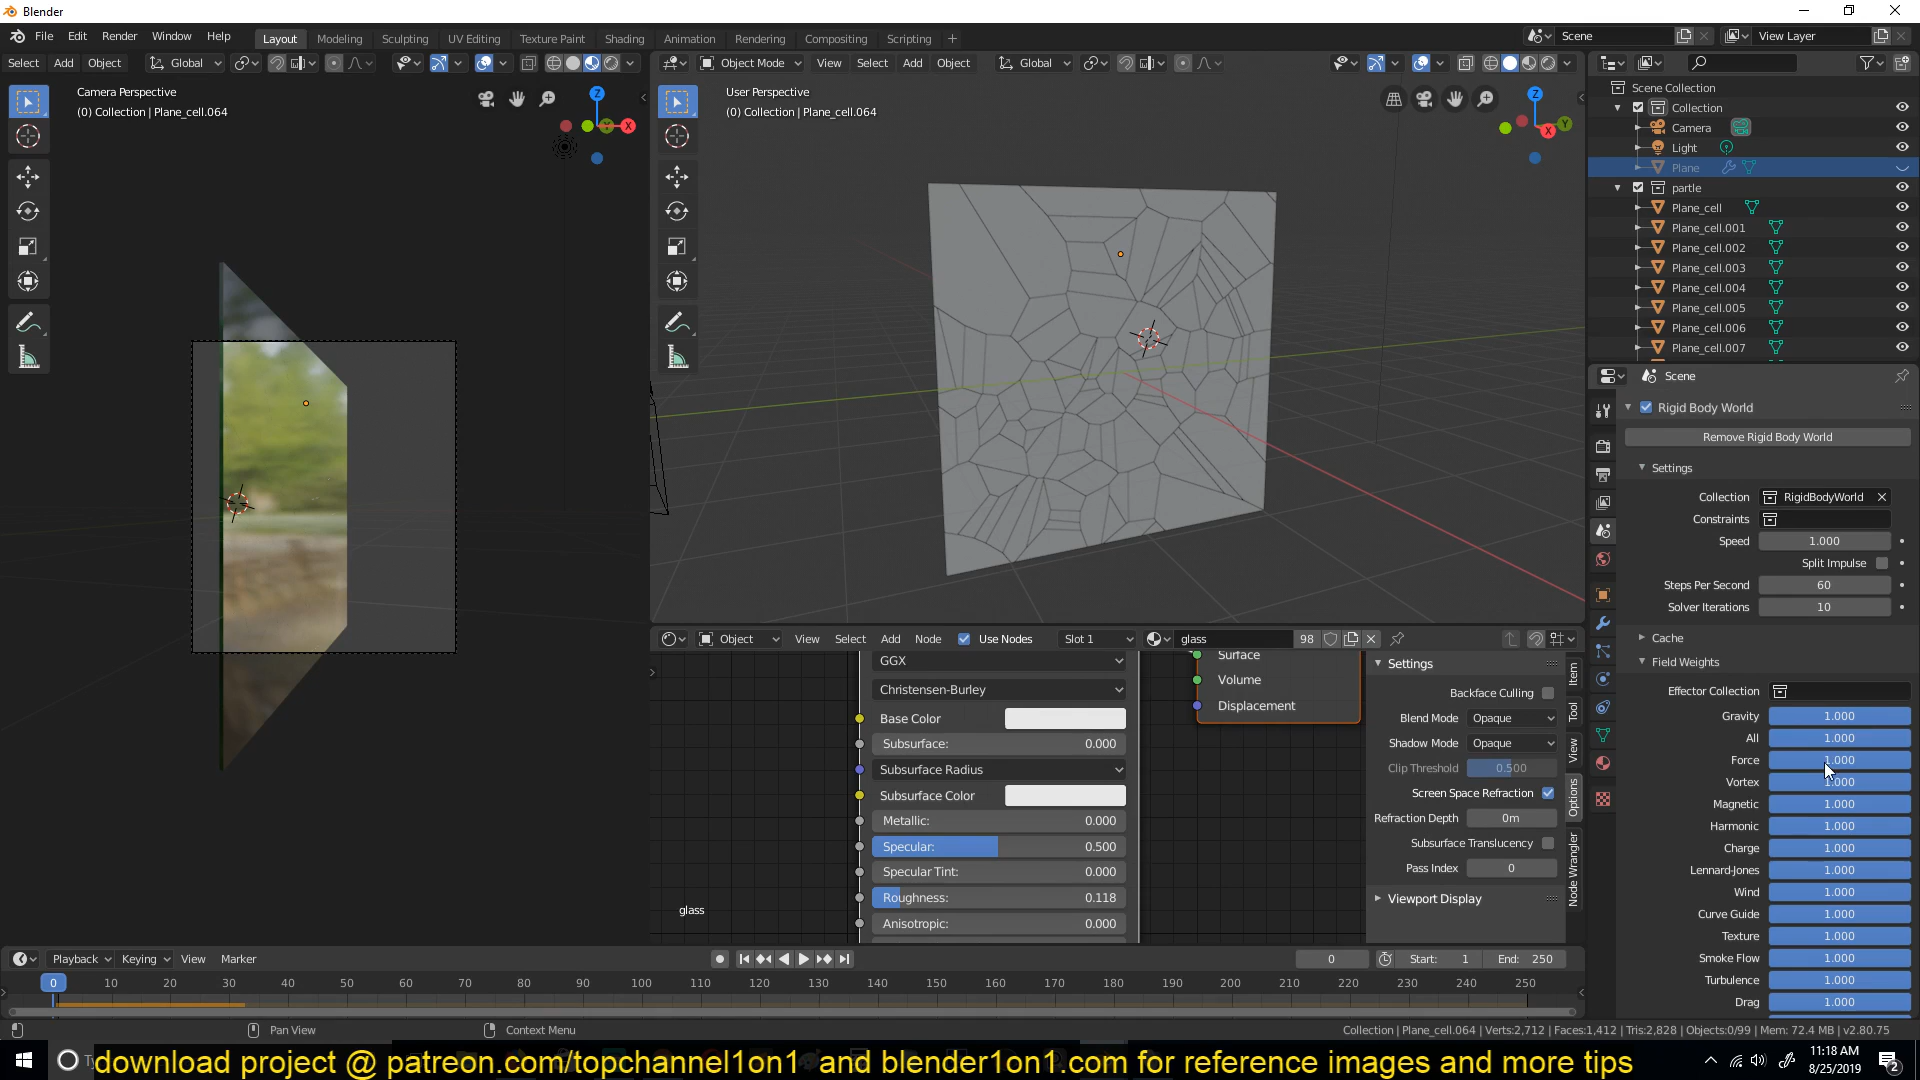 Blender
File Edit Render Window Help
Layout Modeling Sculpting UV Editing Texture Paint Shading Animation Rendering Compositing Scripting +
Scene
View Layer
Select Add Object Global
Object Mode View Select Add Object Global
Camera Perspective
(0) Collection | Plane_cell.064
Z
X
User Perspective
(0) Collection | Plane_cell.064
Z
X
Y
Scene Collection
Collection
Camera
Light
Plane
partle
Plane_cell
Plane_cell.001
Plane_cell.002
Plane_cell.003
Plane_cell.004
Plane_cell.005
Plane_cell.006
Plane_cell.007
Scene
Rigid Body World
Remove Rigid Body World
Settings
Collection RigidBodyWorld
Constraints
Speed 1.000
Split Impulse
Steps Per Second 60
Solver Iterations 10
Cache
Field Weights
Effector Collection
Gravity 1.000
All 1.000
Force 1.000
Vortex 1.000
Magnetic 1.000
Harmonic 1.000
Charge 1.000
Lennard-Jones 1.000
Wind 1.000
Curve Guide 1.000
Texture 1.000
Smoke Flow 1.000
Turbulence 1.000
Drag 1.000
Object View Select Add Node Use Nodes Slot 1 glass 98
GGX
Christensen-Burley
Base Color
Subsurface: 0.000
Subsurface Radius
Subsurface Color
Metallic: 0.000
Specular: 0.500
Specular Tint: 0.000
Roughness: 0.118
Anisotropic: 0.000
glass
Surface
Volume
Displacement
Settings
Backface Culling
Blend Mode Opaque
Shadow Mode Opaque
Clip Threshold 0.500
Screen Space Refraction
Refraction Depth 0m
Subsurface Translucency
Pass Index 0
Viewport Display
Item
Tool
View
Options
Node Wrangler
Playback Keying View Marker
0 Start: 1 End: 250
0 10 20 30 40 50 60 70 80 90 100 110 120 130 140 150 160 170 180 190 200 210 220 230 240 250
Pan View
Context Menu
Collection | Plane_cell.064 | Verts:2,712 | Faces:1,412 | Tris:2,828 | Objects:0/99 | Mem: 72.4 MB | v2.80.75
download project @ patreon.com/topchannel1on1 and blender1on1.com for reference images and more tips
11:18 AM
8/25/2019
2